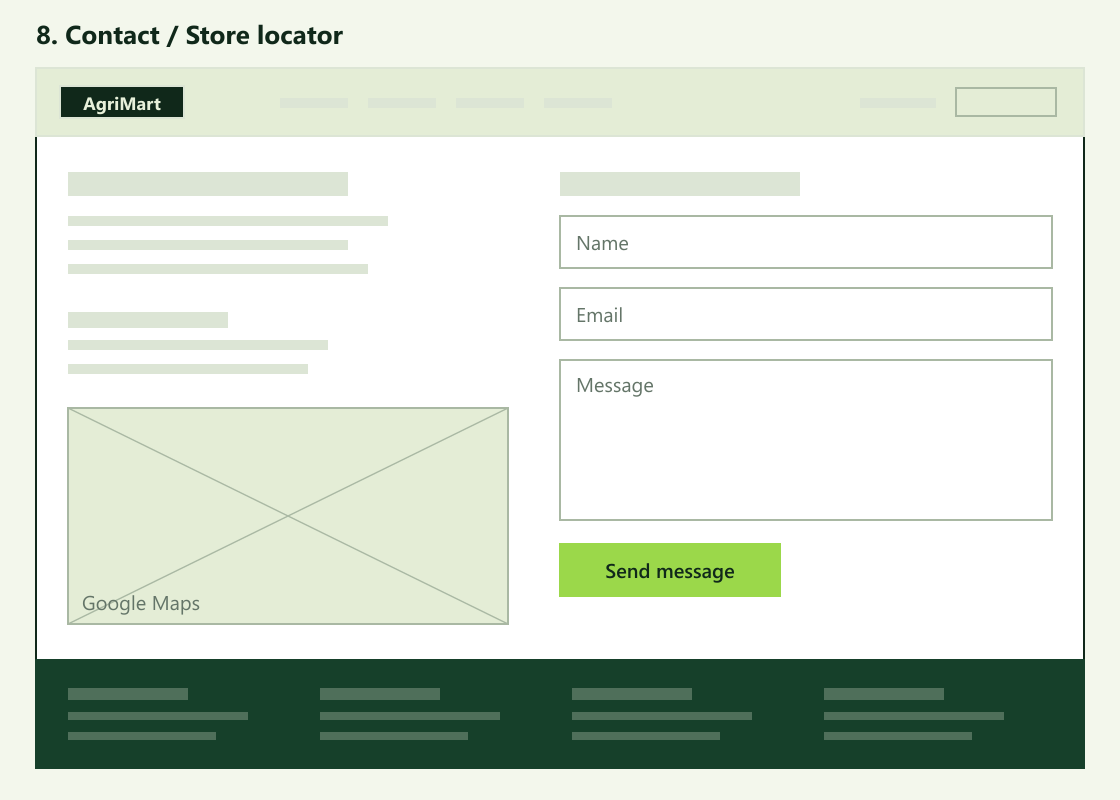 8. Contact / Store locator
AgriMart
Name
Email
Message
Send message
Google Maps